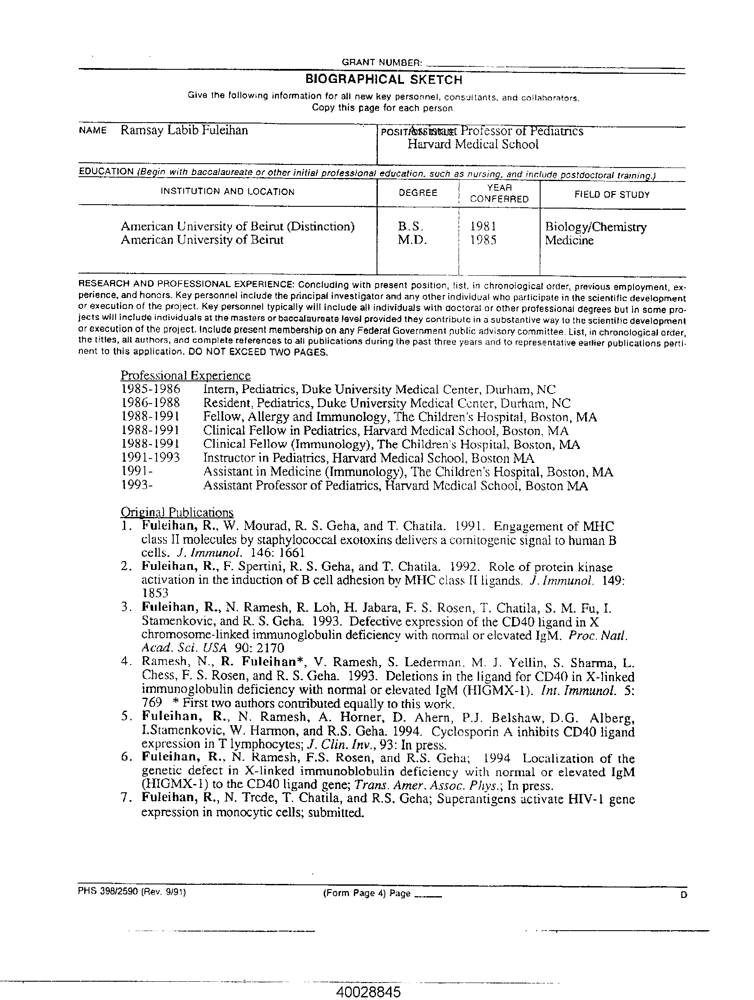 GRANT NUMBER:
BIOGRAPHICAL SKETCH
Give the following information for all new key personnel, consultants, and collaborators.
Copy this page for each person
NAME Ramsay Labib Fuleihan
Professor of Pediatrics
Harvard Medical School
EDUCATION (Begin with baccalaureate or other initial professional education, such as nursing, and include postdoctoral training.)
INSTITUTION AND LOCATION DEGREE YEAR CONFERRED FIELD OF STUDY
American University of Beirut (Distinction) B.S. 1981 Biology/Chemistry
American University of Beirut M.D. 1985 Medicine
RESEARCH AND PROFESSIONAL EXPERIENCE: Concluding with present position, list, in chronological order, previous employment, ex-
perience, and honors. Key personnel include the principal investigator and any other individual who participate in the scientific development
or execution of the project. Key personnel typically will include all individuals with doctoral or other professional degrees but in some pro-
jects will include individuals at the masters or baccalaureate level provided they contribute in a substantive way to the scientific development
or execution of the project. Include present membership on any Federal Government public advisory committee. List, in chronological order,
the titles, all authors, and complete references to all publications during the past three years and to representative earlier publications perti-
nent to this application. DO NOT EXCEED TWO PAGES.
Professional Experience
1985-1986 Intern, Pediatrics, Duke University Medical Center, Durham, NC
1986-1988 Resident, Pediatrics, Duke University Medical Center, Durham, NC
1988-1991 Fellow, Allergy and Immunology, The Children's Hospital, Boston, MA
1988-1991 Clinical Fellow in Pediatrics, Harvard Medical School, Boston, MA
1988-1991 Clinical Fellow (Immunology), The Children's Hospital, Boston, MA
1991-1993 Instructor in Pediatrics, Harvard Medical School, Boston MA
1991- Assistant in Medicine (Immunology), The Children's Hospital, Boston, MA
1993- Assistant Professor of Pediatrics, Harvard Medical School, Boston MA
Original Publications
1. Fuleihan, R., W. Mourad, R. S. Geha, and T. Chatila. 1991. Engagement of MHC
class II molecules by staphylococcal exotoxins delivers a comitogenic signal to human B
cells. J. Immunol. 146: 1661
2. Fuleihan, R., F. Spertini, R. S. Geha, and T. Chatila. 1992. Role of protein kinase
activation in the induction of B cell adhesion by MHC class II ligands. J. Immunol. 149:
1853
3. Fuleihan, R., N. Ramesh, R. Loh, H. Jabara, F. S. Rosen, T. Chatila, S. M. Fu, I.
Stamenkovic, and R. S. Geha. 1993. Defective expression of the CD40 ligand in X
chromosome-linked immunoglobulin deficiency with normal or elevated IgM. Proc. Natl.
Acad. Sci. USA 90: 2170
4. Ramesh, N., R. Fuleihan*, V. Ramesh, S. Lederman. M. J. Yellin, S. Sharma, L.
Chess, F. S. Rosen, and R. S. Geha. 1993. Deletions in the ligand for CD40 in X-linked
immunoglobulin deficiency with normal or elevated IgM (HIGMX-1). Int. Immunol. 5:
769 * First two authors contributed equally to this work.
5. Fuleihan, R., N. Ramesh, A. Horner, D. Ahern, P.J. Belshaw, D.G. Alberg,
I.Stamenkovic, W. Harmon, and R.S. Geha. 1994. Cyclosporin A inhibits CD40 ligand
expression in T lymphocytes; J. Clin. Inv., 93: In press.
6. Fuleihan, R., N. Ramesh, F.S. Rosen, and R.S. Geha; 1994 Localization of the
genetic defect in X-linked immunoblobulin deficiency with normal or elevated IgM
(HIGMX-1) to the CD40 ligand gene; Trans. Amer. Assoc. Phys.; In press.
7. Fuleihan, R., N. Trede, T. Chatila, and R.S. Geha; Superantigens activate HIV-1 gene
expression in monocytic cells; submitted.
PHS 398/2590 (Rev. 9/91) (Form Page 4) Page D
40028845